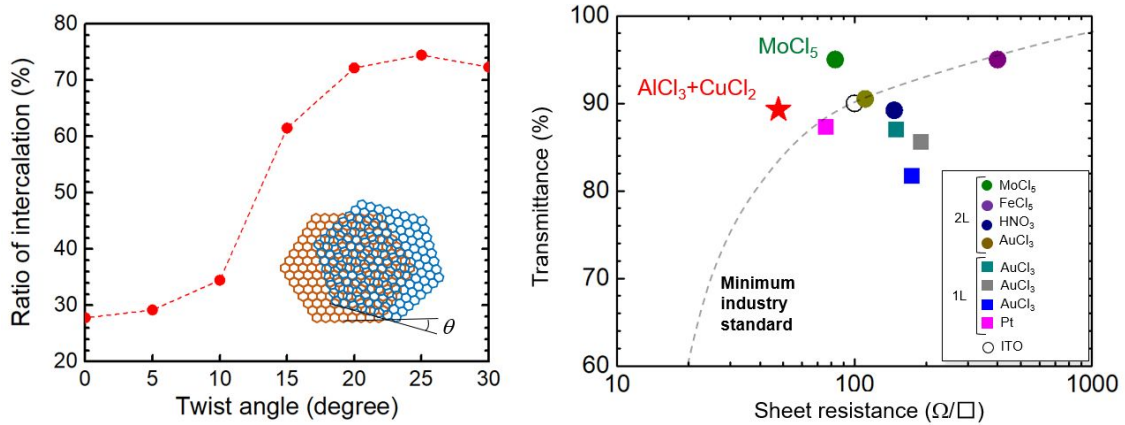 80
70
60
50
40
30
20
0
5
10
15
20
25
30
Ratio of intercalation (%)
Twist angle (degree)
θ
100
90
80
70
60
10
100
1000
Transmittance (%)
Sheet resistance (Ω/□)
MoCl₅
AlCl₃+CuCl₂
Minimum
industry
standard
2L
MoCl₅
FeCl₅
HNO₃
AuCl₃
1L
AuCl₃
AuCl₃
AuCl₃
Pt
ITO